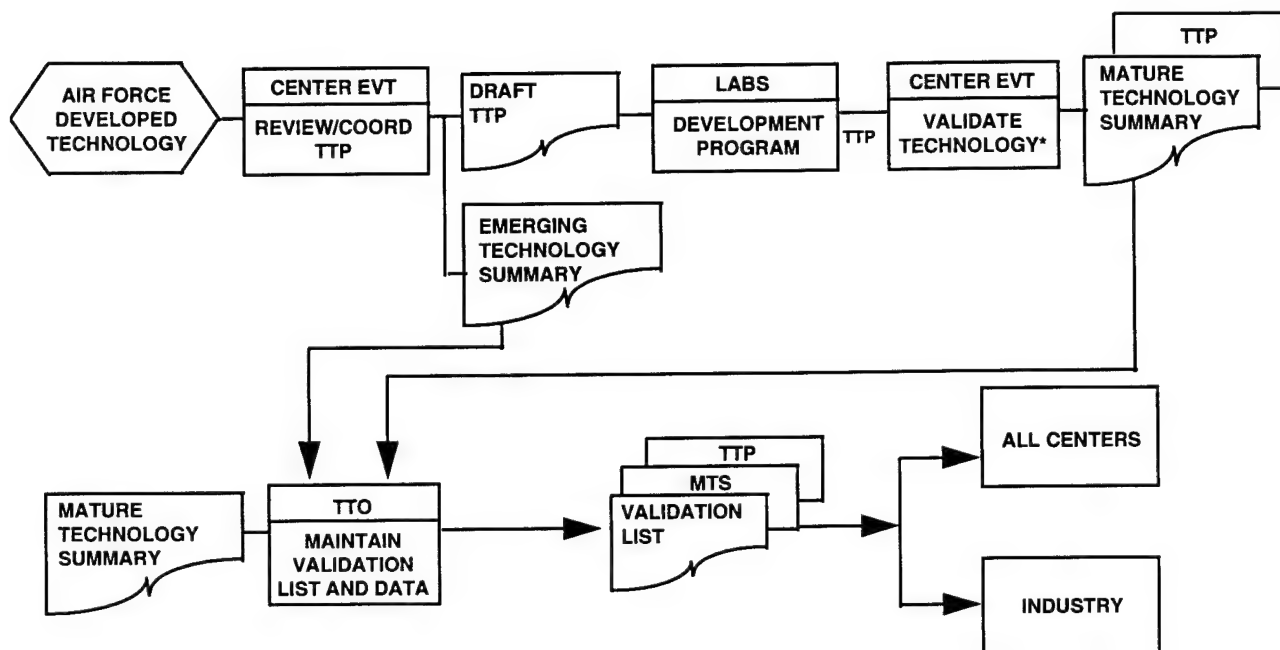 AIR FORCE
DEVELOPED
TECHNOLOGY
CENTER EVT
REVIEW/COORD
TTP
DRAFT
TTP
LABS
DEVELOPMENT
PROGRAM
TTP
CENTER EVT
VALIDATE
TECHNOLOGY*
TTP
MATURE
TECHNOLOGY
SUMMARY
EMERGING
TECHNOLOGY
SUMMARY
MATURE
TECHNOLOGY
SUMMARY
TTO
MAINTAIN
VALIDATION
LIST AND DATA
TTP
MTS
VALIDATION
LIST
ALL CENTERS
INDUSTRY